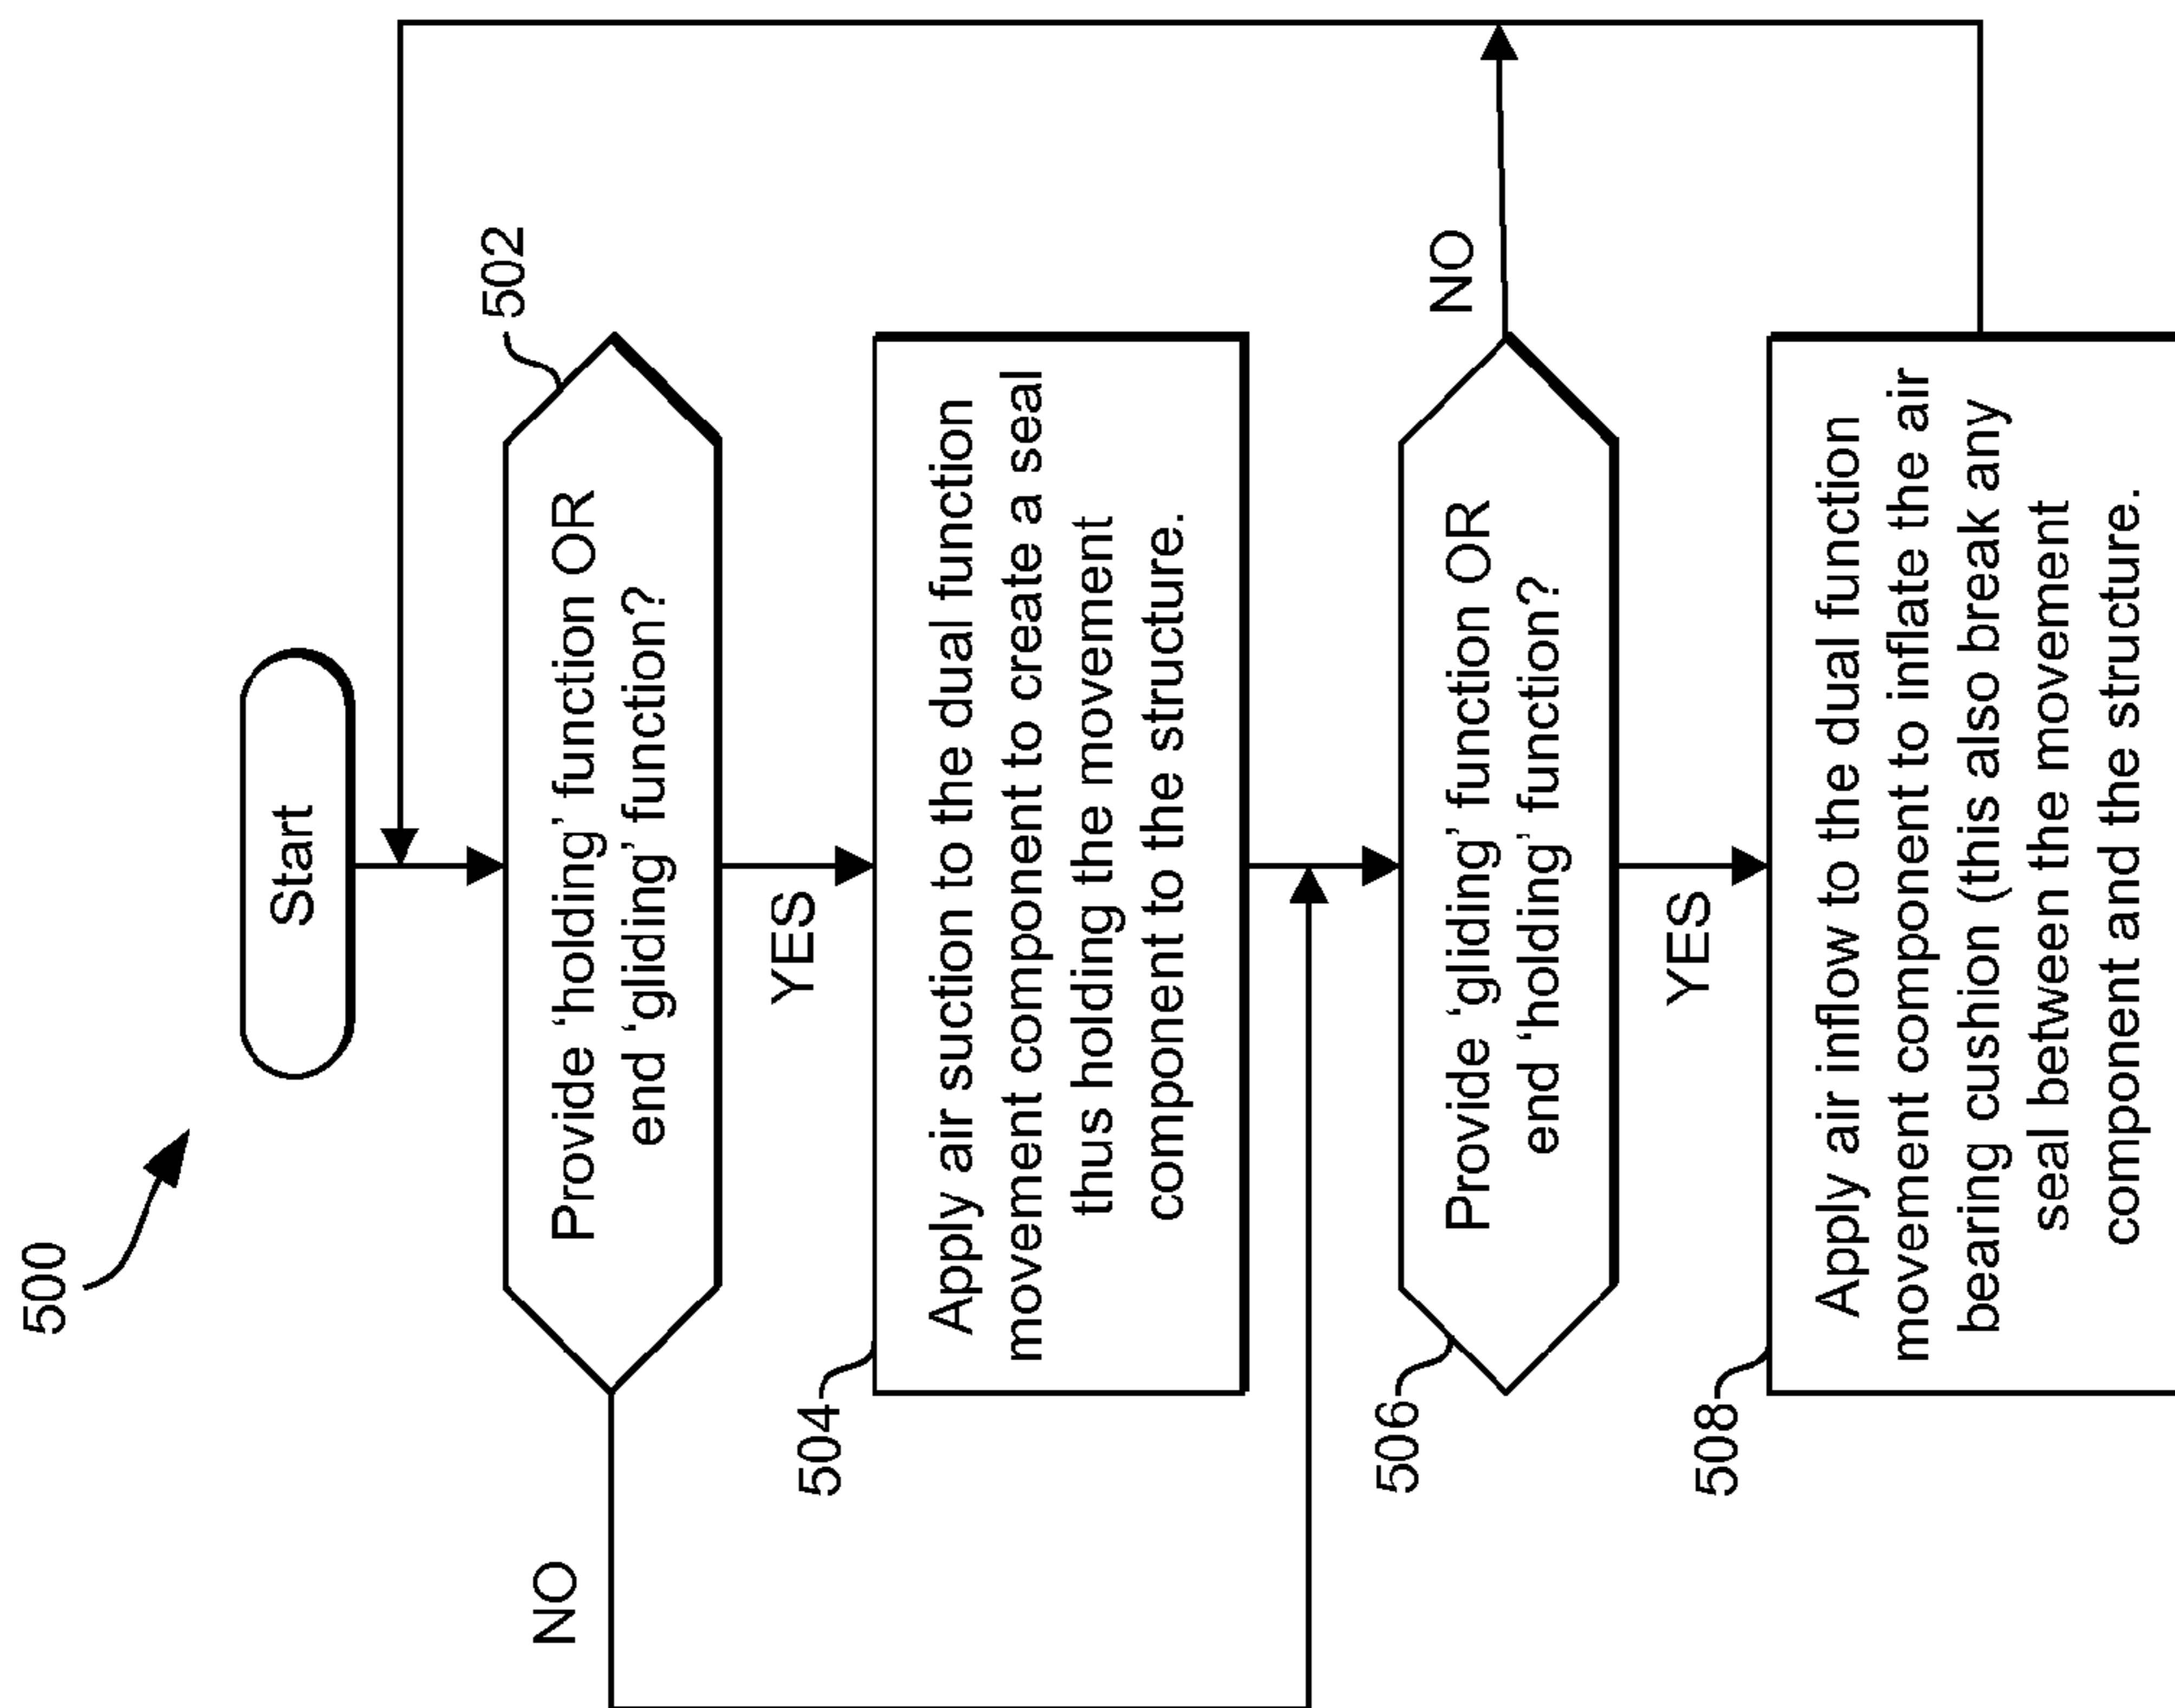 500
Start
502
Provide ‘holding’ function OR
end ‘gliding’ function?
NO
YES
504
Apply air suction to the dual function
movement component to create a seal
thus holding the movement
component to the structure.
506
Provide ‘gliding’ function OR
end ‘holding’ function?
NO
YES
508
Apply air inflow to the dual function
movement component to inflate the air
bearing cushion (this also break any
seal between the movement
component and the structure.